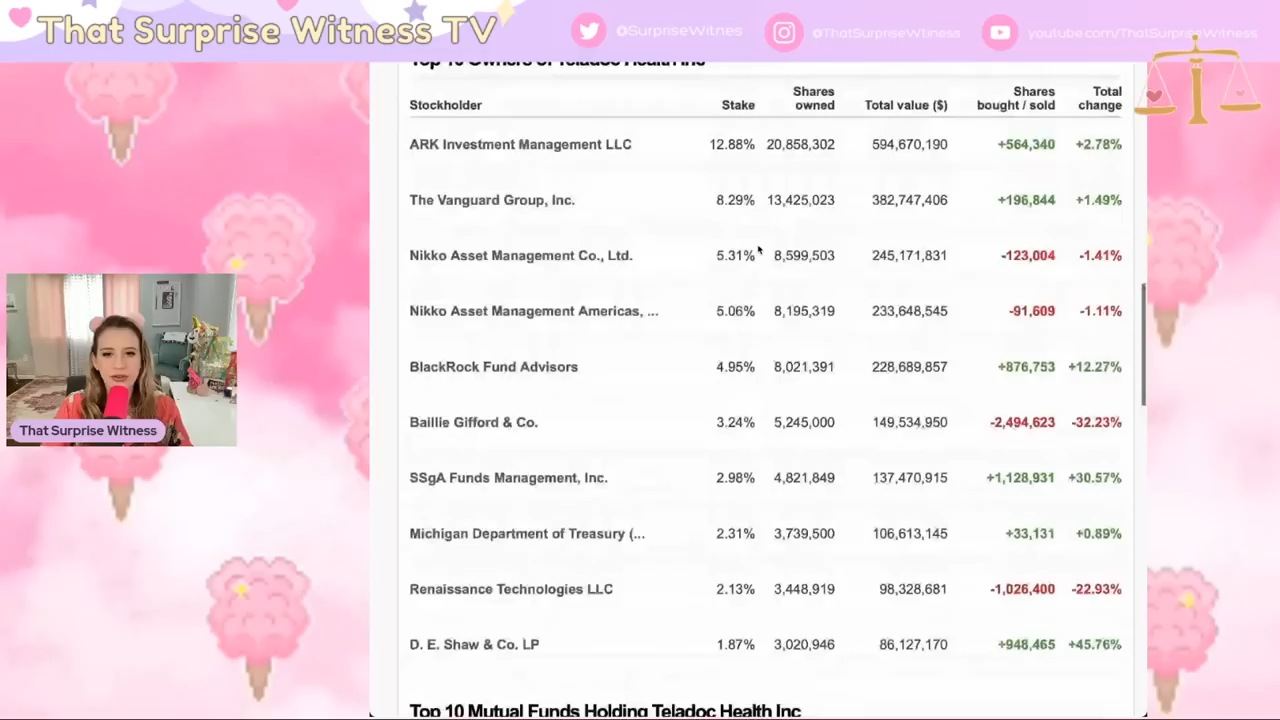 That Surprise Witness TV
@SurpriseWitnes
@ThatSurpriseWitness
youtube.com/ThatSurpriseWitness
Top 10 Owners of Teladoc Health Inc
Stockholder Stake Shares owned Total value ($) Shares bought / sold Total change
ARK Investment Management LLC 12.88% 20,858,302 594,670,190 +564,340 +2.78%
The Vanguard Group, Inc. 8.29% 13,425,023 382,747,406 +196,844 +1.49%
Nikko Asset Management Co., Ltd. 5.31% 8,599,503 245,171,831 -123,004 -1.41%
Nikko Asset Management Americas, ... 5.06% 8,195,319 233,648,545 -91,609 -1.11%
BlackRock Fund Advisors 4.95% 8,021,391 228,689,857 +876,753 +12.27%
Baillie Gifford & Co. 3.24% 5,245,000 149,534,950 -2,494,623 -32.23%
SSgA Funds Management, Inc. 2.98% 4,821,849 137,470,915 +1,128,931 +30.57%
Michigan Department of Treasury (... 2.31% 3,739,500 106,613,145 +33,131 +0.89%
Renaissance Technologies LLC 2.13% 3,448,919 98,328,681 -1,026,400 -22.93%
D. E. Shaw & Co. LP 1.87% 3,020,946 86,127,170 +948,465 +45.76%
Top 10 Mutual Funds Holding Teladoc Health Inc
That Surprise Witness